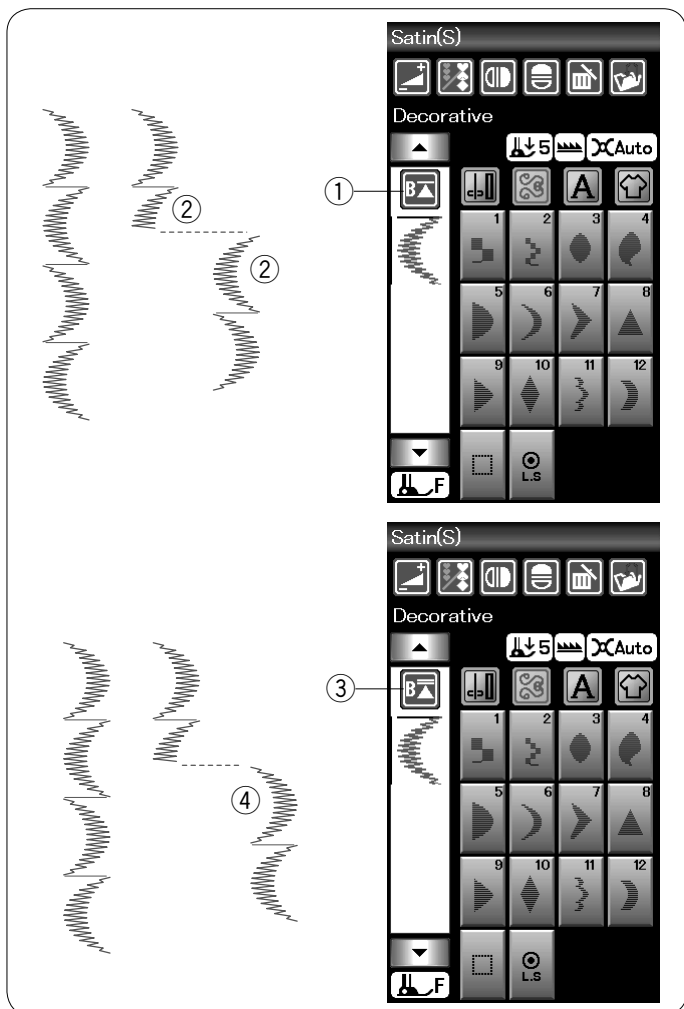 Satin(S)
Decorative
5 Auto
① B
② 1 2 3 4
②
5 6 7 8
9 10 11 12
L.S
F
Satin(S)
Decorative
5 Auto
③ B A
1 2 3 4
④
5 6 7 8
9 10 11 12
L.S
F